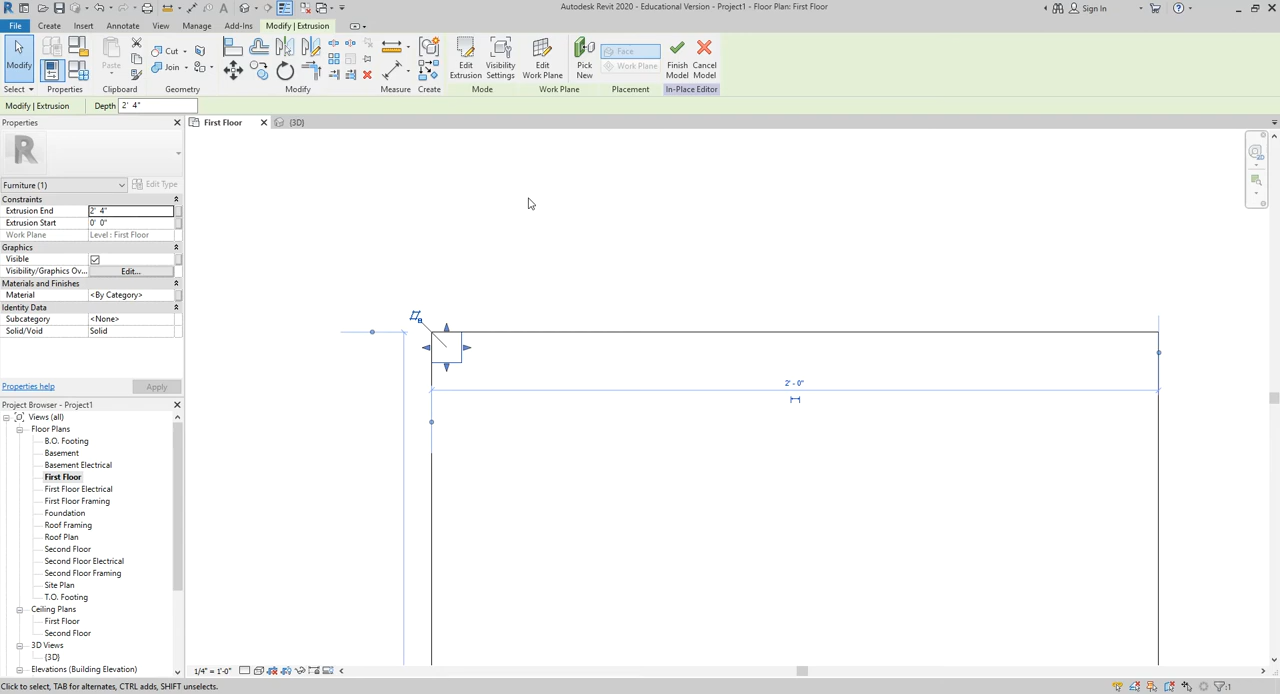 Autodesk Revit 2020 - Educational Version - Project1 - Floor Plan: First Floor
Sign In
File Create Insert Annotate View Manage Add-Ins Modify | Extrusion
Modify
Paste
Cut
Join
Edit Extrusion
Visibility Settings
Edit Work Plane
Pick New
Face
Work Plane
Finish Model
Cancel Model
Select Properties Clipboard Geometry Modify Measure Create Mode Work Plane Placement In-Place Editor
Modify | Extrusion Depth 2' 4"
Properties
First Floor
{3D}
R
Furniture (1)
Edit Type
Constraints
Extrusion End 2' 4"
Extrusion Start 0' 0"
Work Plane Level : First Floor
Graphics
Visible
Visibility/Graphics Ov... Edit...
Materials and Finishes
Material <By Category>
Identity Data
Subcategory <None>
Solid/Void Solid
Properties help
Apply
2' - 0"
Project Browser - Project1
Views (all)
Floor Plans
B.O. Footing
Basement
Basement Electrical
First Floor
First Floor Electrical
First Floor Framing
Foundation
Roof Framing
Roof Plan
Second Floor
Second Floor Electrical
Second Floor Framing
Site Plan
T.O. Footing
Ceiling Plans
First Floor
Second Floor
3D Views
{3D}
Elevations (Building Elevation)
1/4" = 1'-0"
Click to select, TAB for alternates, CTRL adds, SHIFT unselects.
:1